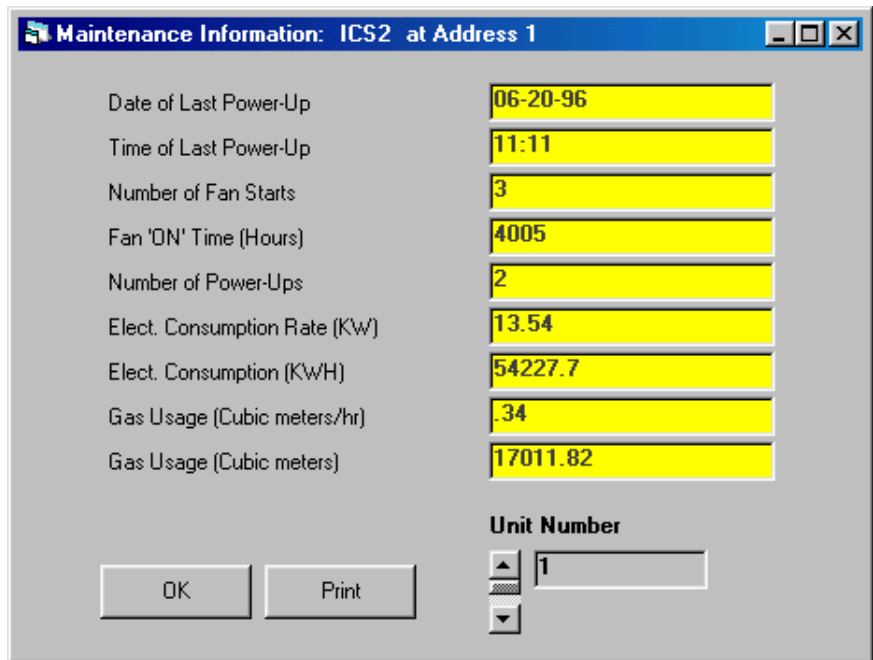 Maintenance Information: ICS2 at Address 1
Date of Last Power-Up 06-20-96
Time of Last Power-Up 11:11
Number of Fan Starts 3
Fan 'ON' Time (Hours) 4005
Number of Power-Ups 2
Elect. Consumption Rate (KW) 13.54
Elect. Consumption (KWH) 54227.7
Gas Usage (Cubic meters/hr) .34
Gas Usage (Cubic meters) 17011.82
Unit Number
1
OK Print